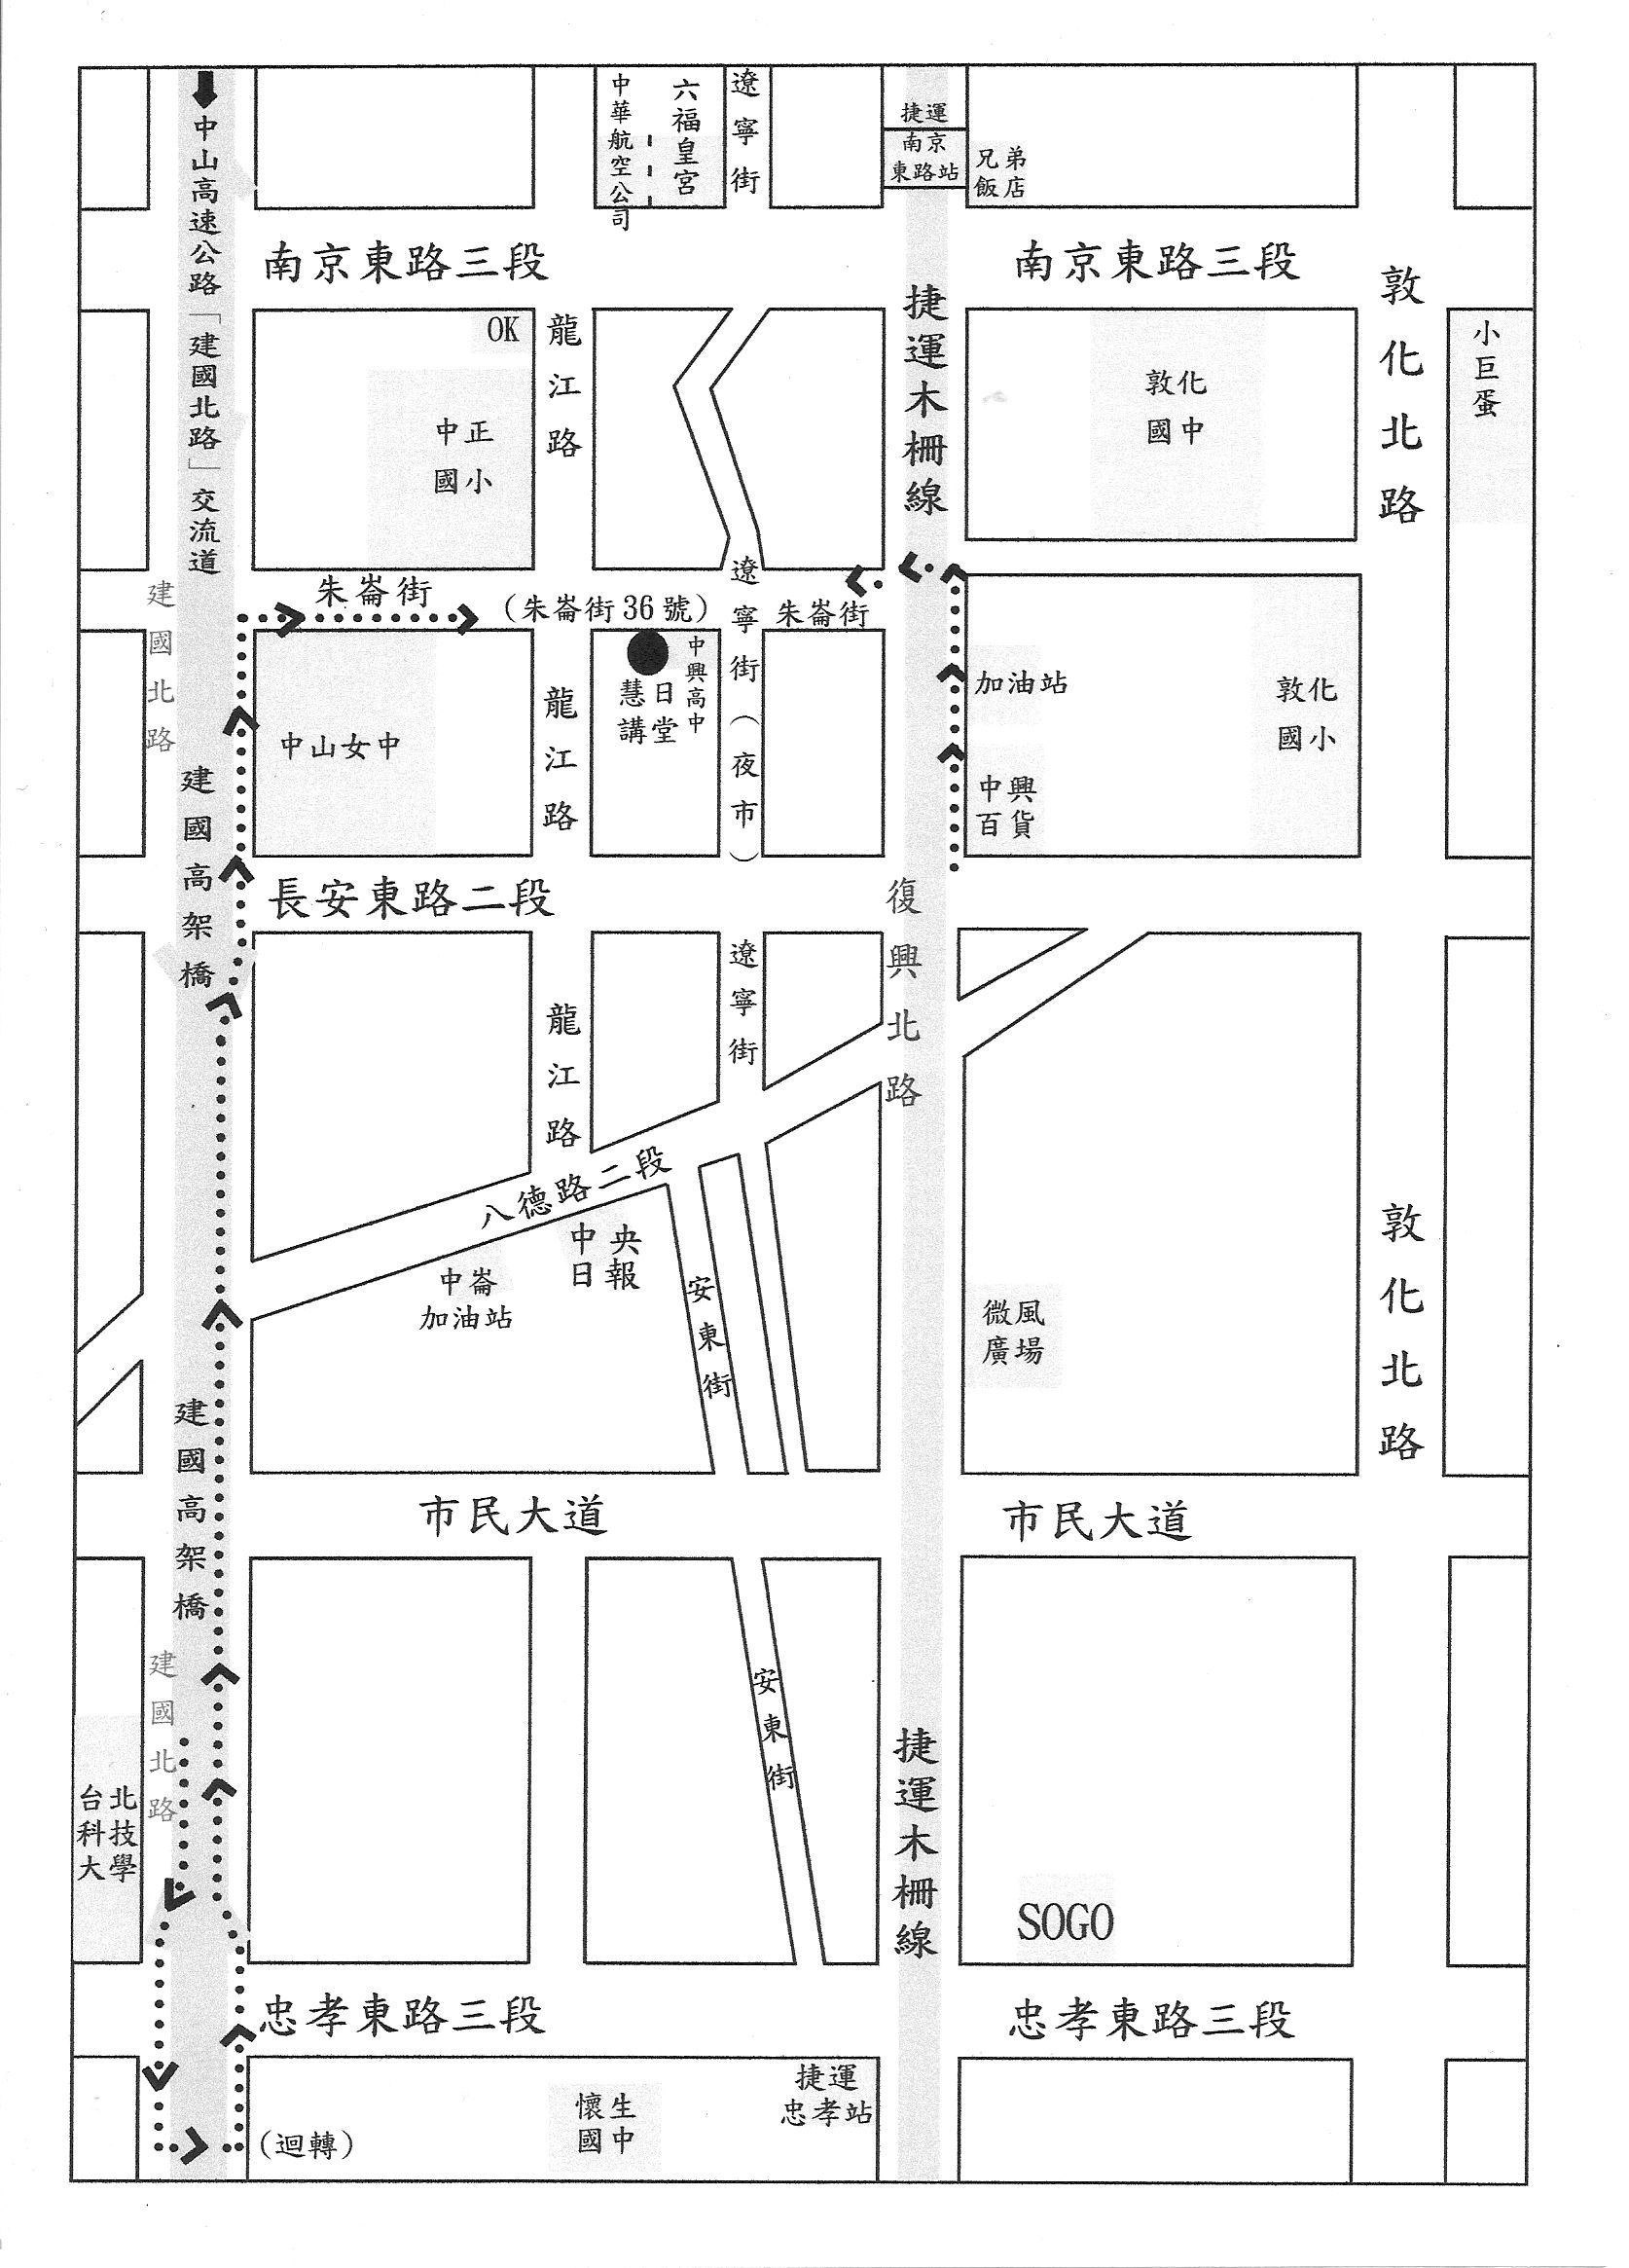 中山高速公路「建國北路」交流道
中華航空公司
六福皇宮
遼寧街
捷運
南京
東路站
兄弟
飯店
南京東路三段
南京東路三段
OK
龍江路
捷運木柵線
敦化北路
小巨蛋
中正
國小
敦化
國中
建國北路
朱崙街
(朱崙街36號)
遼寧街(夜市)
朱崙街
中山女中
龍江路
慧日
講堂
中興高中
加油站
敦化
國小
中興
百貨
建國高架橋
長安東路二段
復興北路
龍江路
遼寧街
八德路二段
中央
日報
中崙
加油站
安東街
微風
廣場
敦化北路
建國高架橋
市民大道
市民大道
建國北路
安東街
捷運木柵線
台北
科技
大學
SOGO
忠孝東路三段
忠孝東路三段
(迴轉)
懷生
國中
捷運
忠孝站